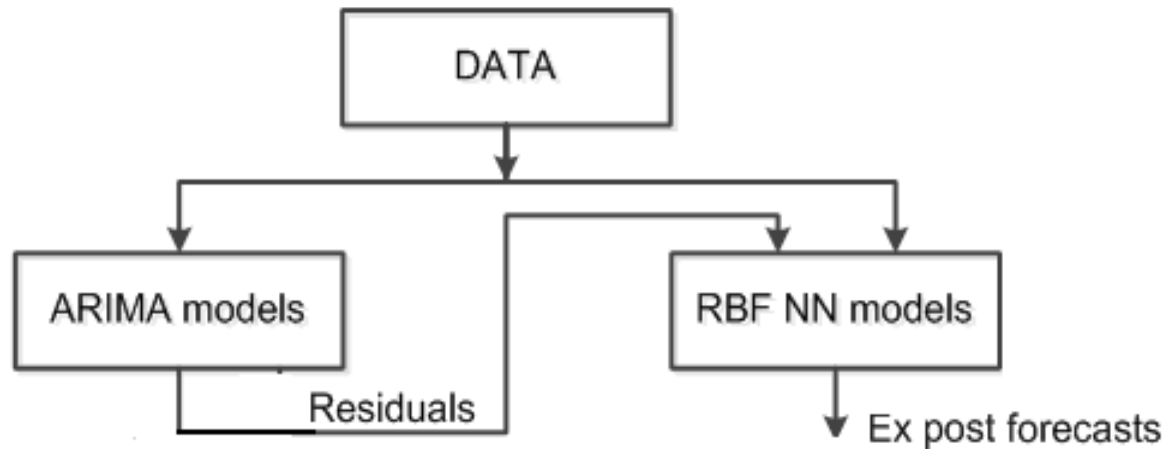 DATA
ARIMA models
RBF NN models
Residuals
Ex post forecasts